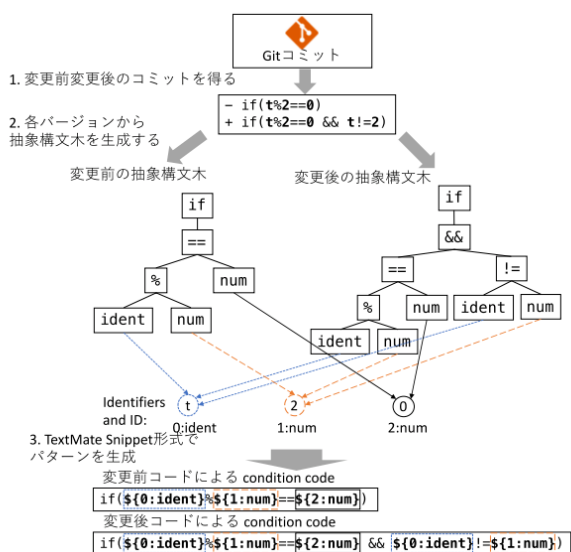 Gitコミット
1. 変更前変更後のコミットを得る
- if(t%2==0)
+ if(t%2==0 && t!=2)
2. 各バージョンから
抽象構文木を生成する
変更前の抽象構文木
変更後の抽象構文木
if
==
%
num
ident
num
if
&&
==
!=
%
num
ident
num
ident
num
Identifiers
and ID:
t
2
0
0:ident
1:num
2:num
3. TextMate Snippet形式で
パターンを生成
変更前コードによる condition code
if(${0:ident}%${1:num}==${2:num})
変更後コードによる condition code
if(${0:ident}%${1:num}==${2:num} && ${0:ident}!=${1:num})